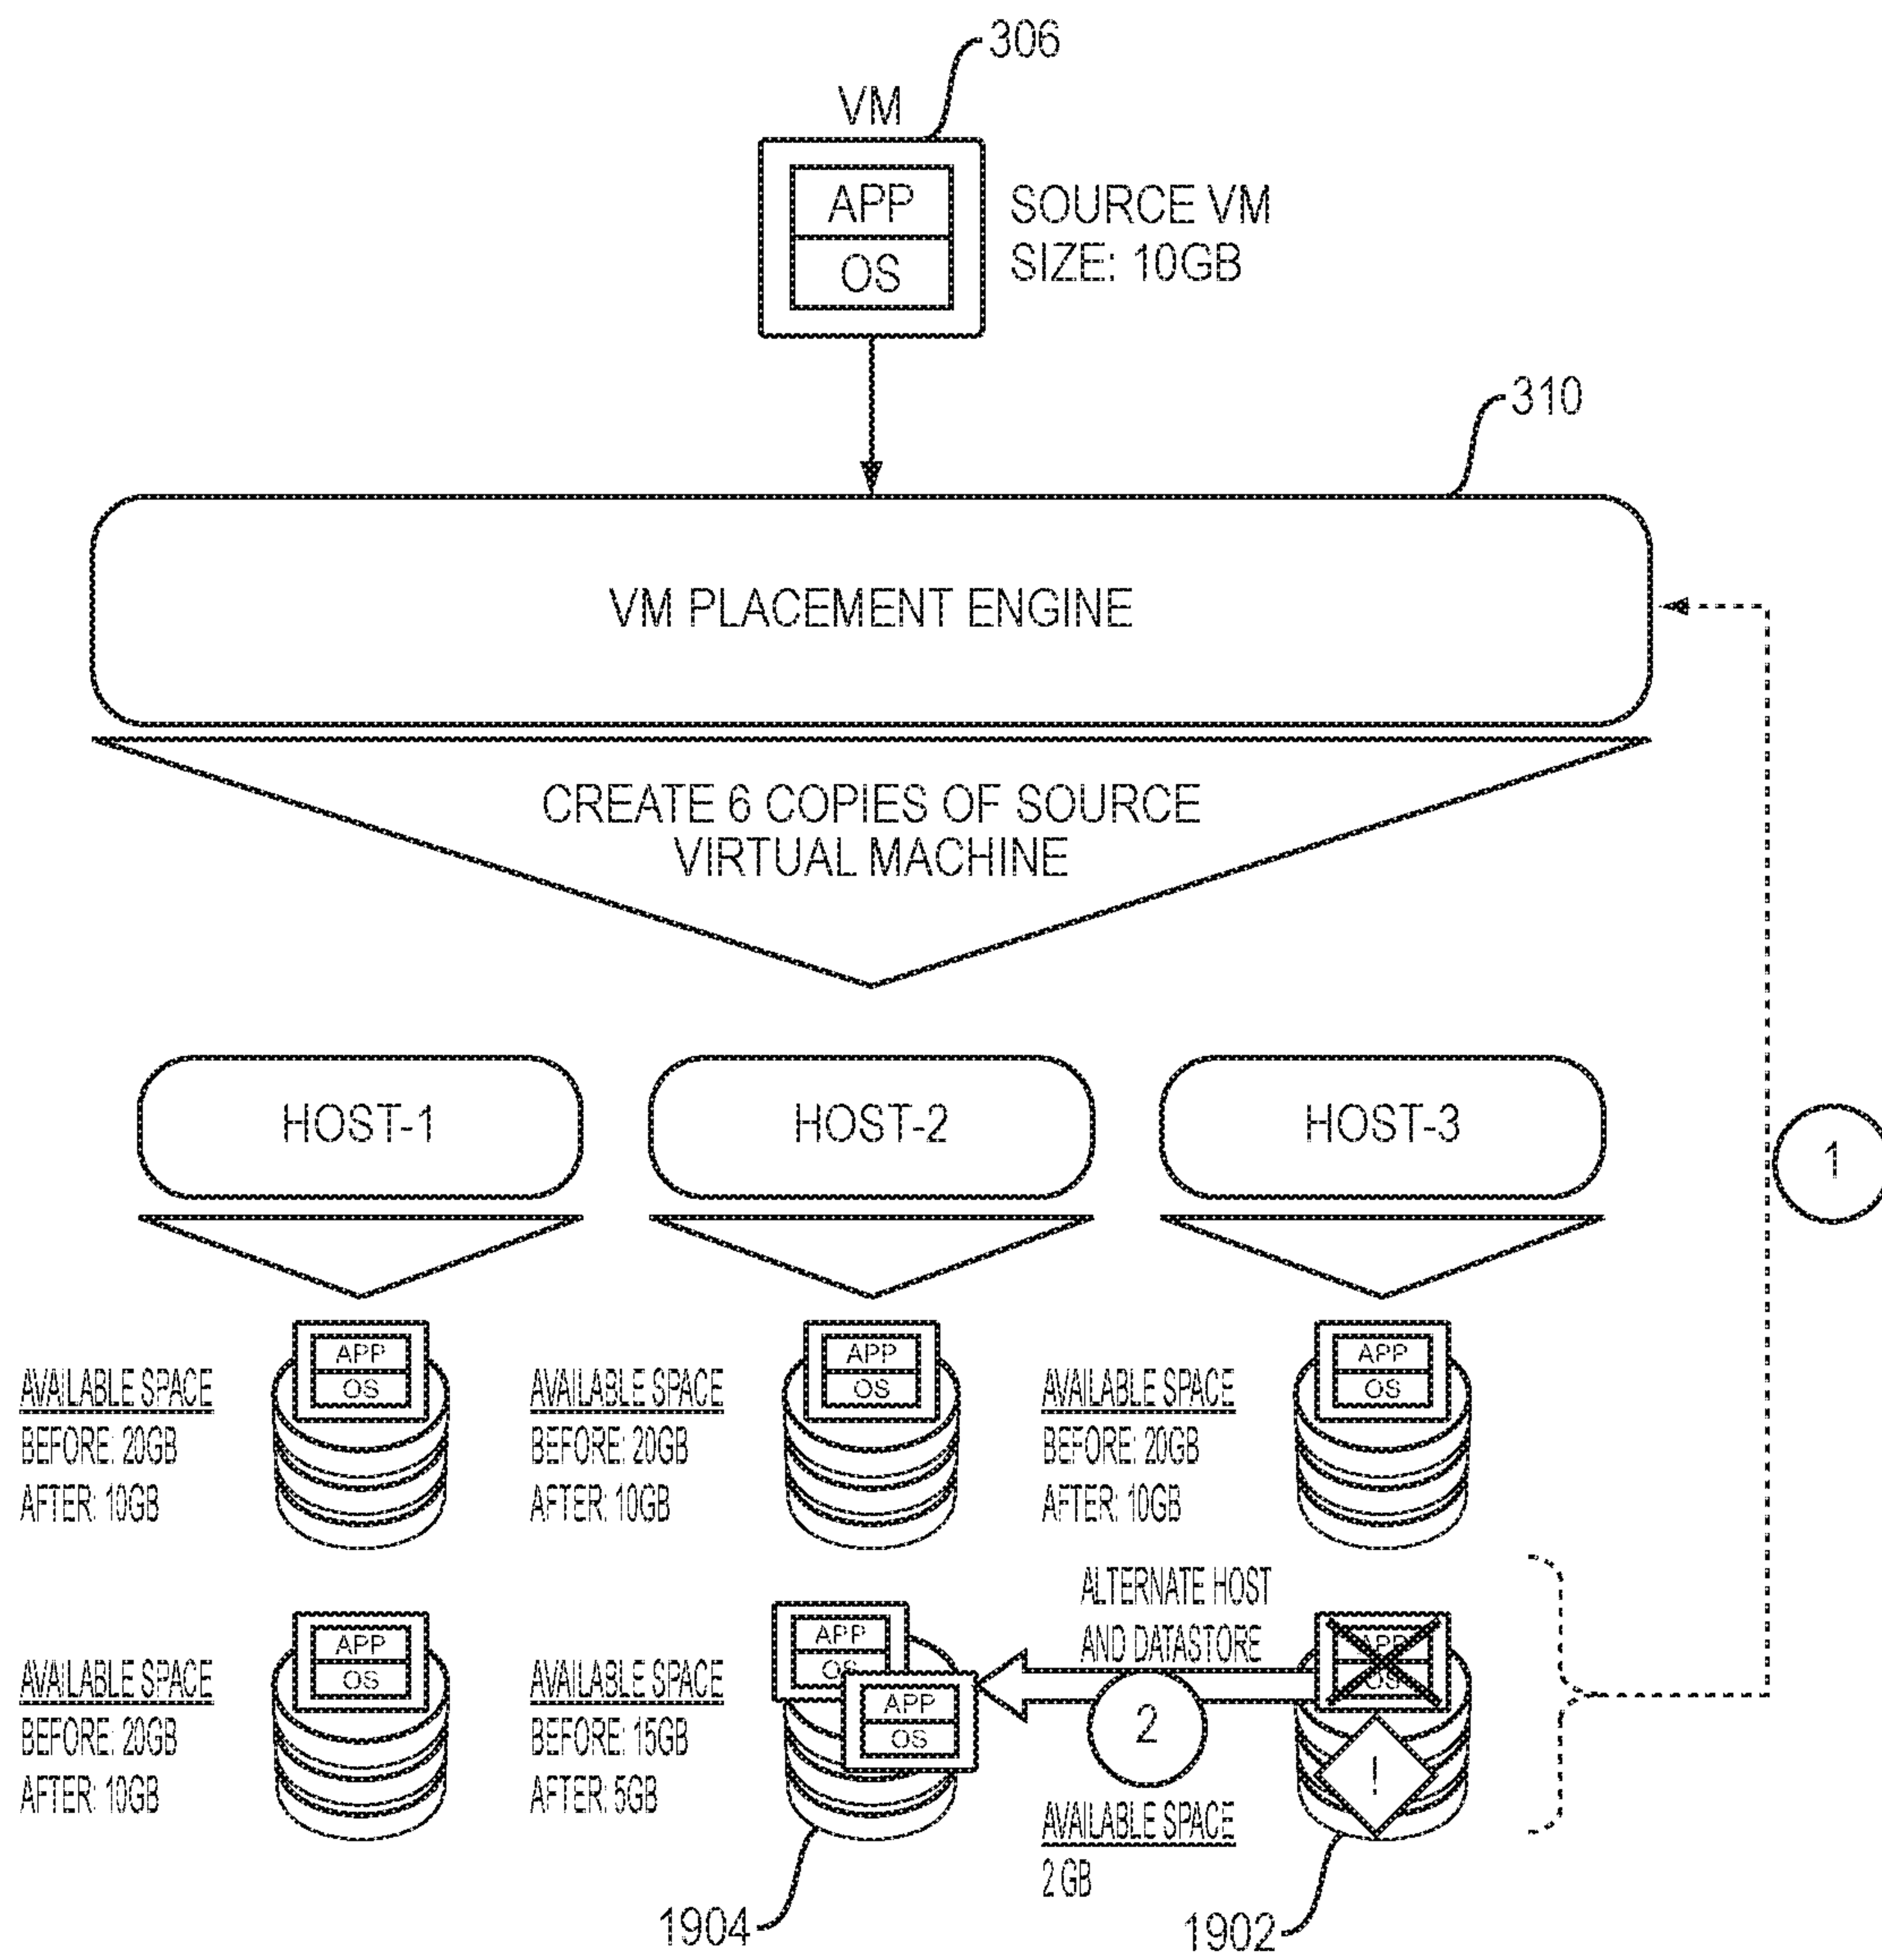 306
VM
APP
OS
SOURCE VM
SIZE: 10GB
310
VM PLACEMENT ENGINE
CREATE 6 COPIES OF SOURCE
VIRTUAL MACHINE
HOST-1
HOST-2
HOST-3
1
AVAILABLE SPACE
BEFORE: 20GB
AFTER: 10GB
APP
OS
AVAILABLE SPACE
BEFORE: 20GB
AFTER: 10GB
APP
OS
AVAILABLE SPACE
BEFORE: 20GB
AFTER: 10GB
APP
OS
AVAILABLE SPACE
BEFORE: 20GB
AFTER: 10GB
APP
OS
AVAILABLE SPACE
BEFORE: 15GB
AFTER: 5GB
APP
OS
APP
OS
ALTERNATE HOST
AND DATASTORE
2
AVAILABLE SPACE
2 GB
APP
OS
!
1904
1902